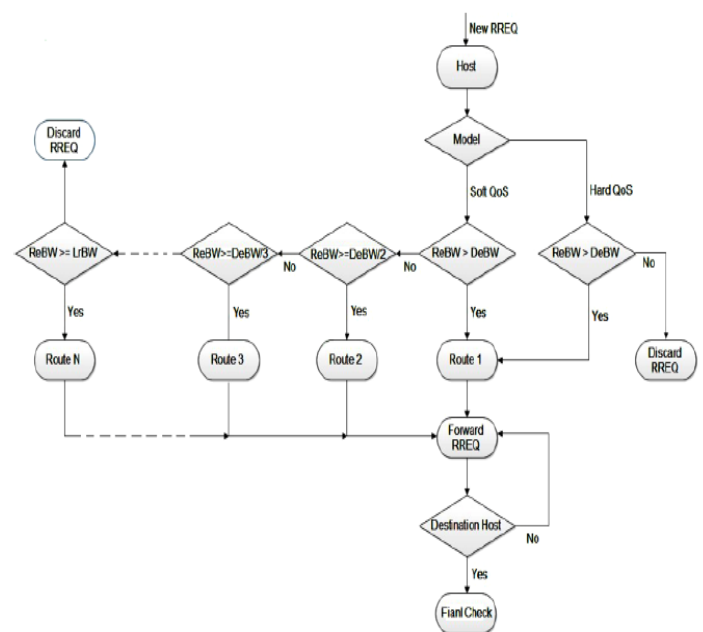 New RREQ
Host
Model
Soft QoS
Hard QoS
Discard
RREQ
ReBW >= LrBW
ReBW>=DeBW/3
No
ReBW>=DeBW/2
No
ReBW > DeBW
ReBW > DeBW
No
Yes
Yes
Yes
Yes
Yes
Route N
Route 3
Route 2
Route 1
Discard
RREQ
Forward
RREQ
Destination Host
No
Yes
Fianl Check